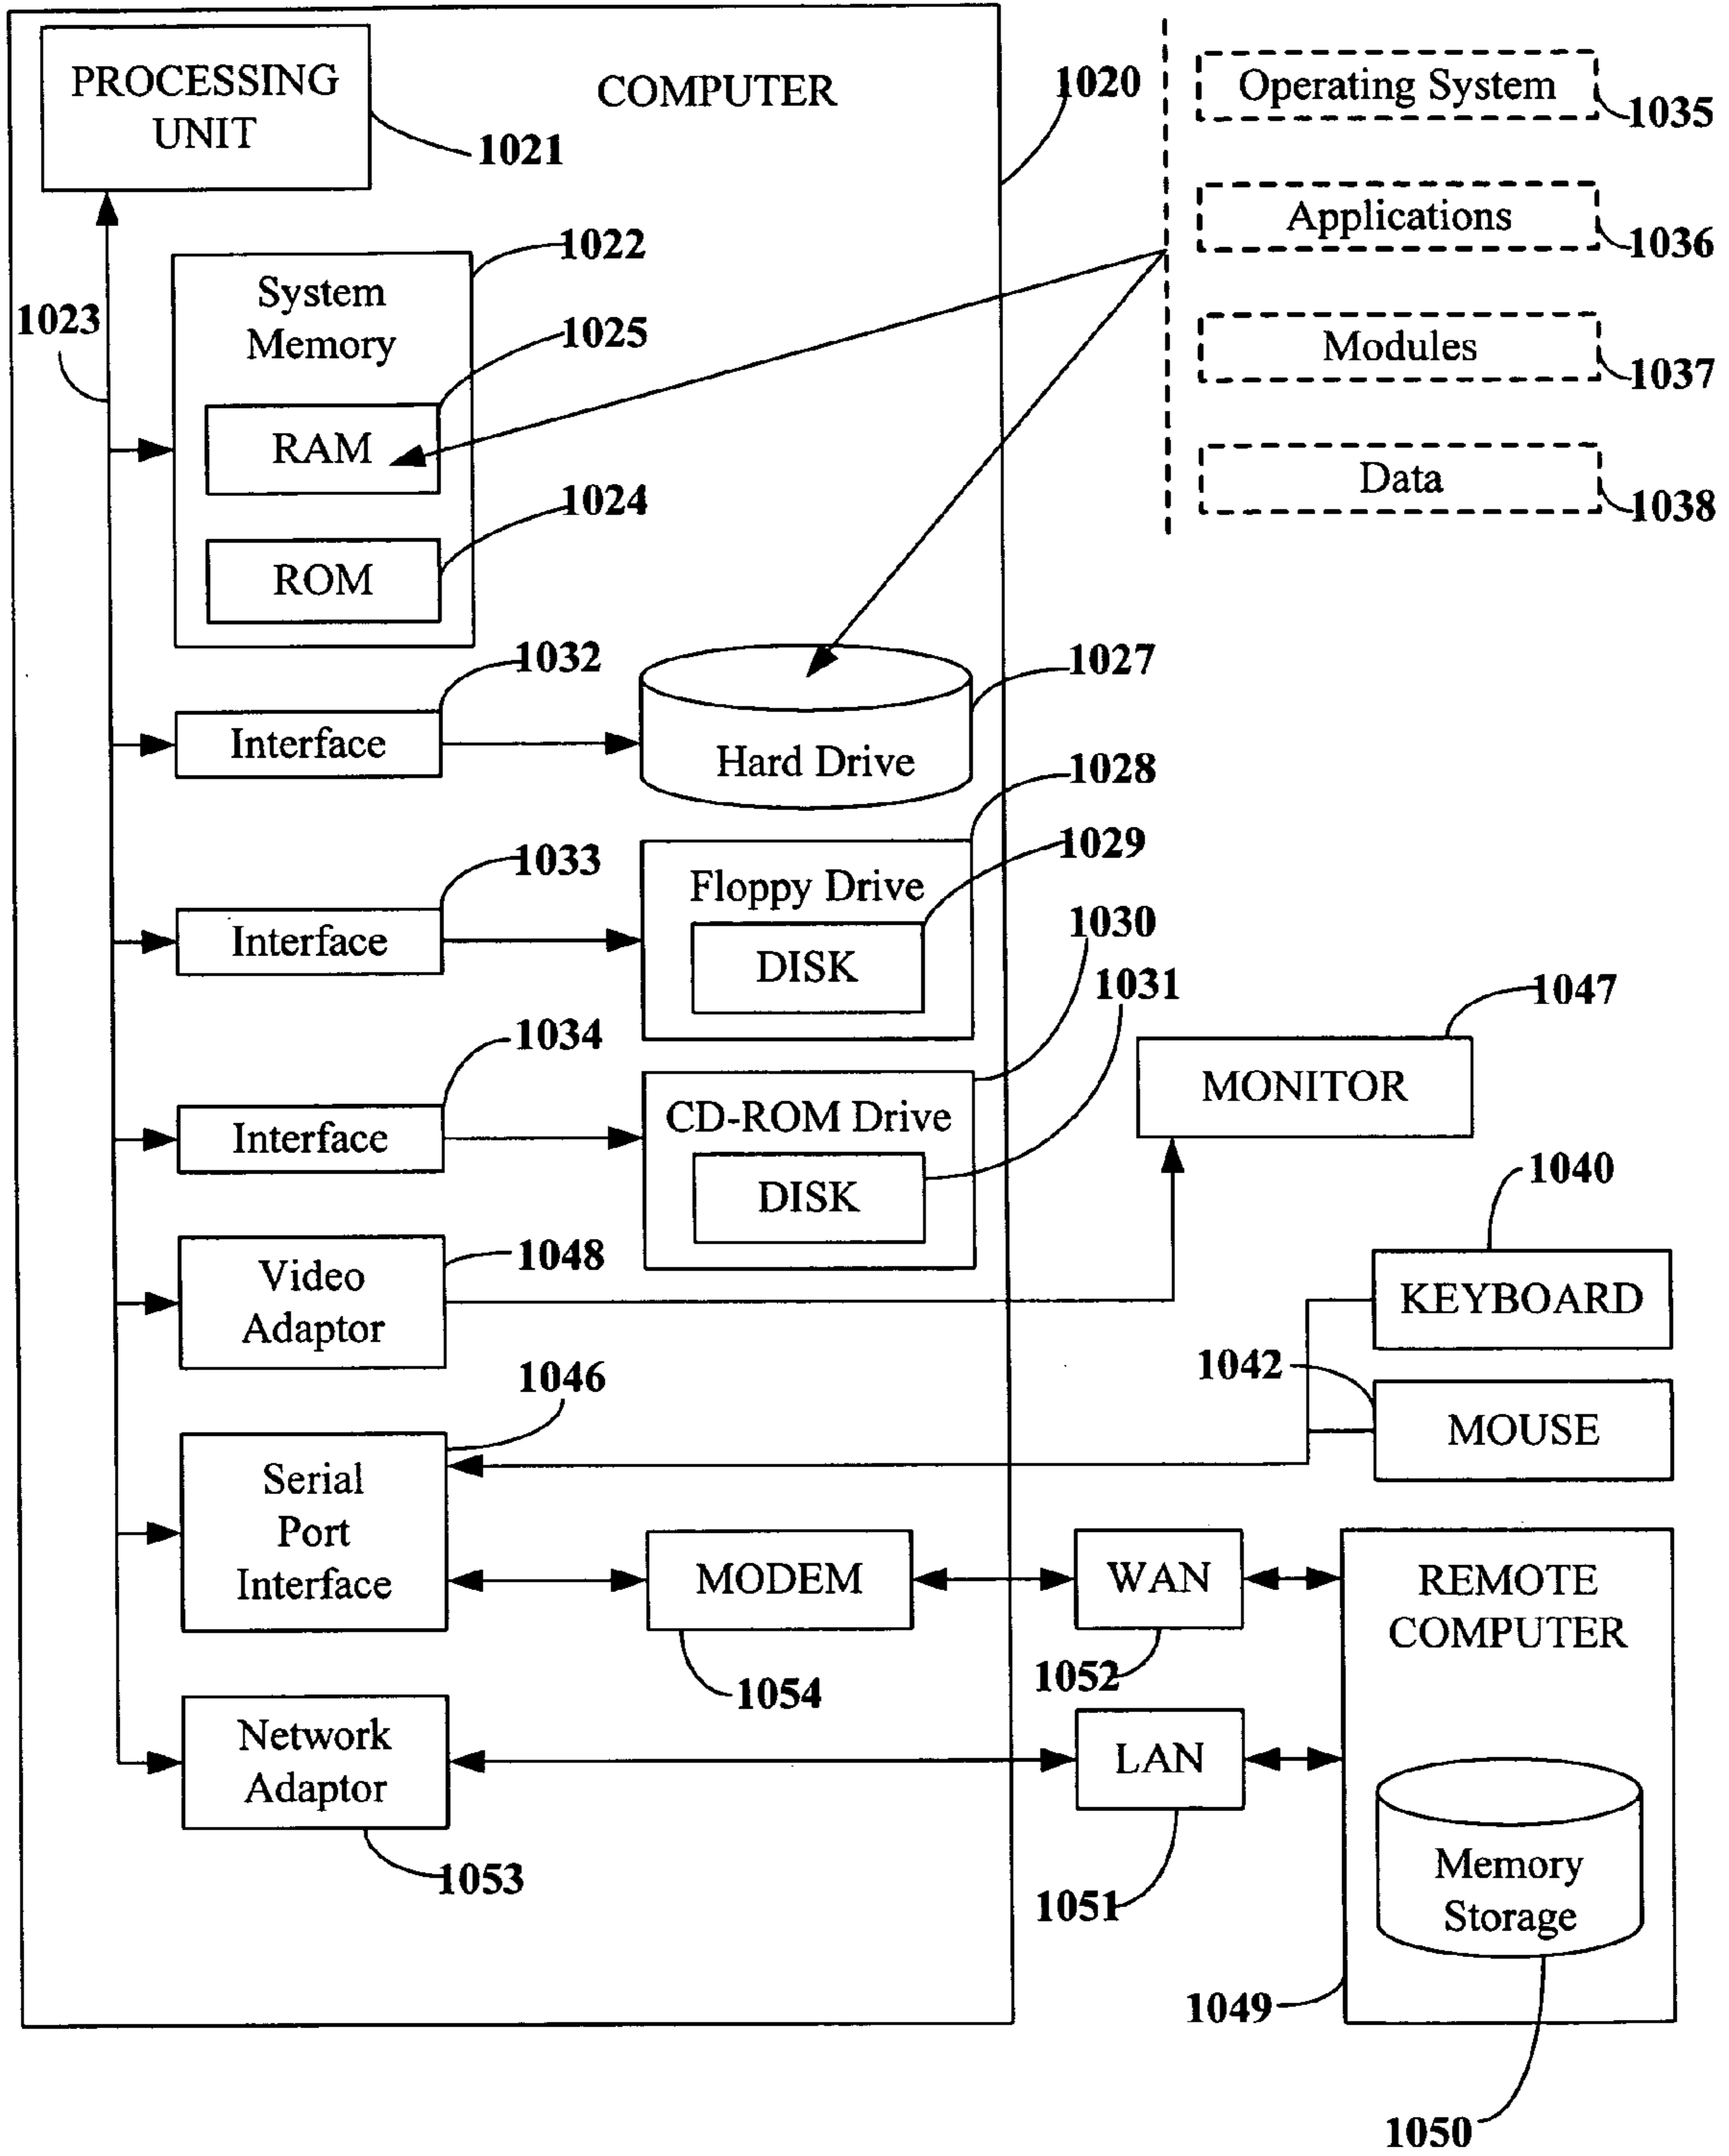 PROCESSING
UNIT
1021
COMPUTER
1020
Operating System
1035
Applications
1036
Modules
1037
Data
1038
1023
1022
System
Memory
1025
RAM
1024
ROM
1032
Interface
1027
Hard Drive
1028
1033
Interface
Floppy Drive
1029
DISK
1030
1031
1034
Interface
CD-ROM Drive
DISK
1047
MONITOR
1048
Video
Adaptor
1040
KEYBOARD
1042
MOUSE
1046
Serial
Port
Interface
MODEM
1054
WAN
1052
REMOTE
COMPUTER
Network
Adaptor
1053
LAN
1051
Memory
Storage
1049
1050